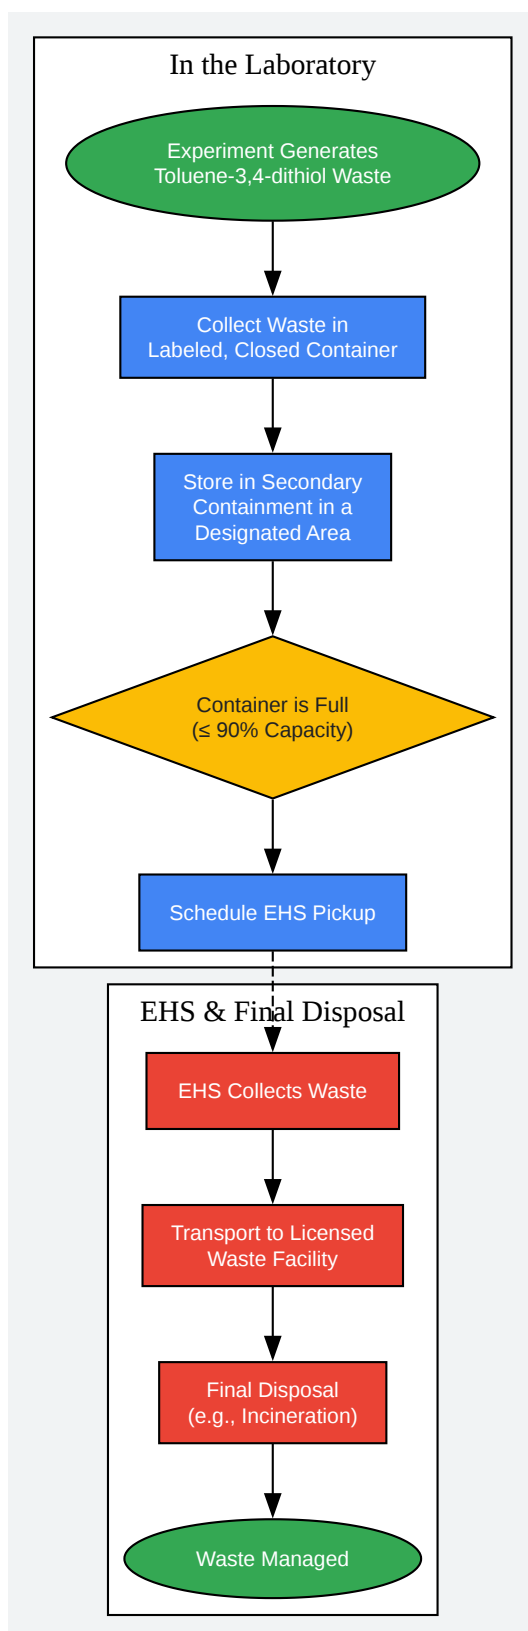 In the Laboratory
Experiment Generates
Toluene-3,4-dithiol Waste
Collect Waste in
Labeled, Closed Container
Store in Secondary
Containment in a
Designated Area
Container is Full
(≤ 90% Capacity)
Schedule EHS Pickup
EHS & Final Disposal
EHS Collects Waste
Transport to Licensed
Waste Facility
Final Disposal
(e.g., Incineration)
Waste Managed